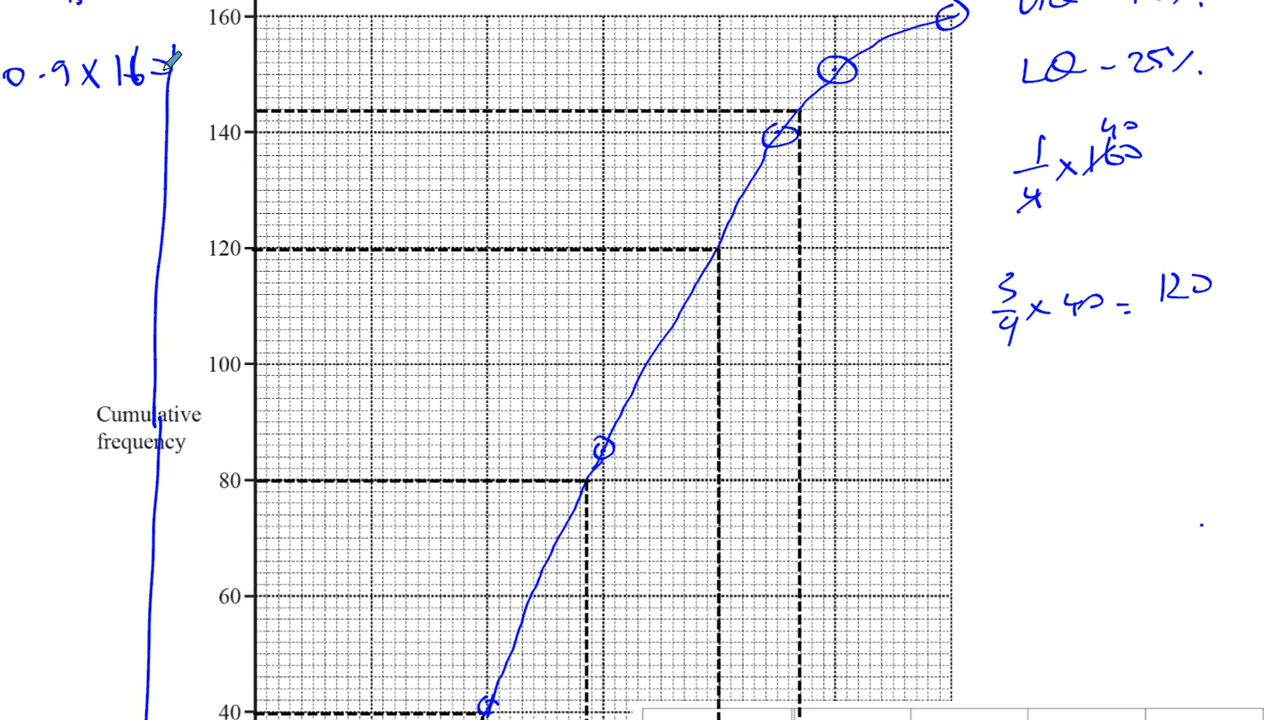 160
LQ - 25%.
0.9 X 160
140
40
1/4 x 160
120
3/4 x 40 = 120
100
Cumulative
frequency
80
60
40